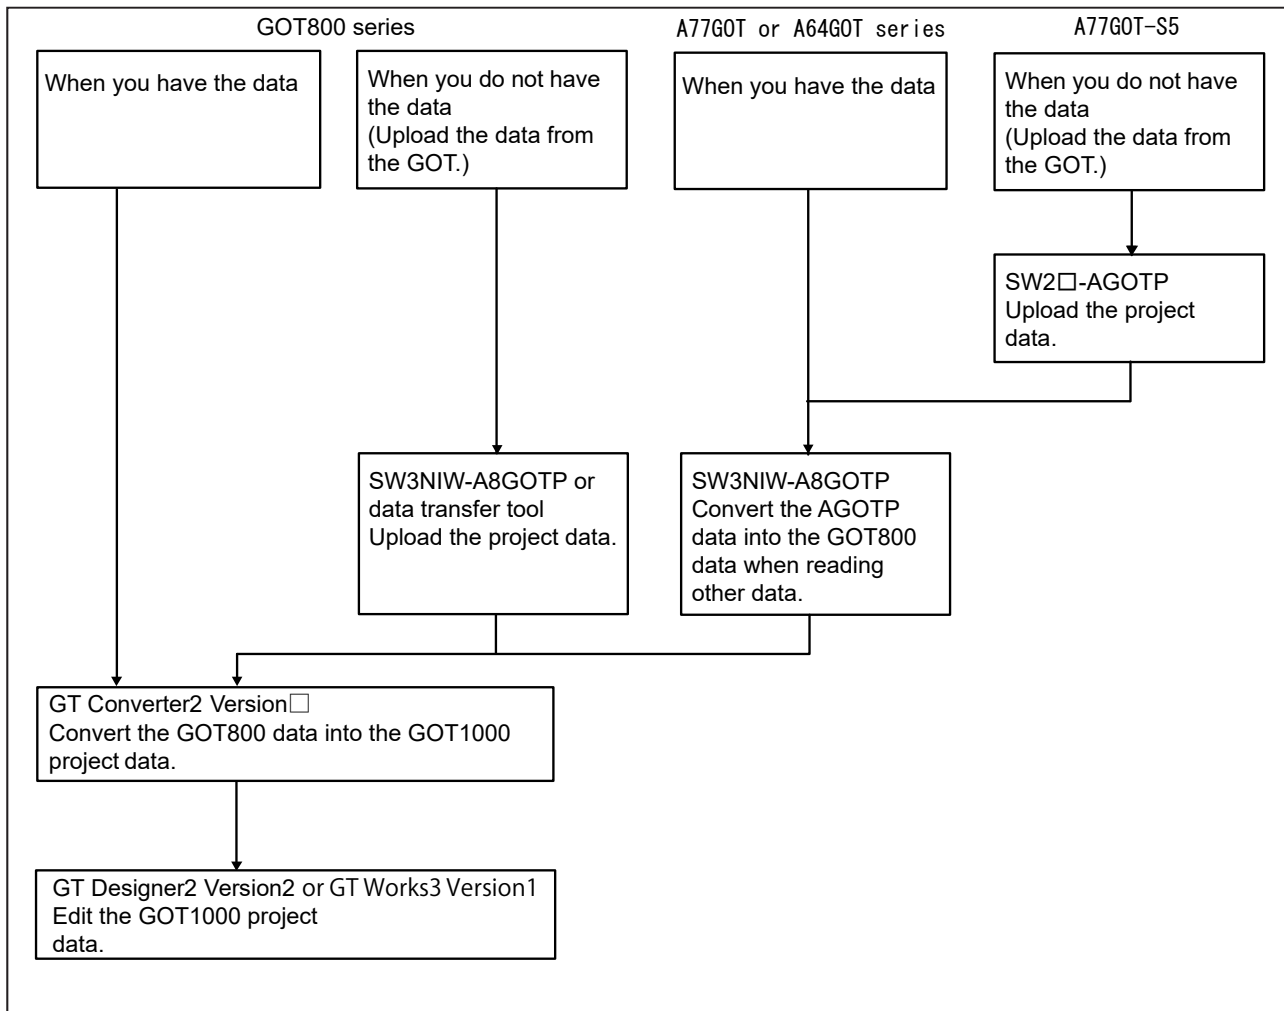 GOT800 series
A77GOT or A64GOT series
A77GOT-S5
When you have the data
When you do not have
the data
(Upload the data from
the GOT.)
When you have the data
When you do not have
the data
(Upload the data from
the GOT.)
SW2□-AGOTP
Upload the project
data.
SW3NIW-A8GOTP or
data transfer tool
Upload the project data.
SW3NIW-A8GOTP
Convert the AGOTP
data into the GOT800
data when reading
other data.
GT Converter2 Version□
Convert the GOT800 data into the GOT1000
project data.
GT Designer2 Version2 or GT Works3 Version1
Edit the GOT1000 project
data.